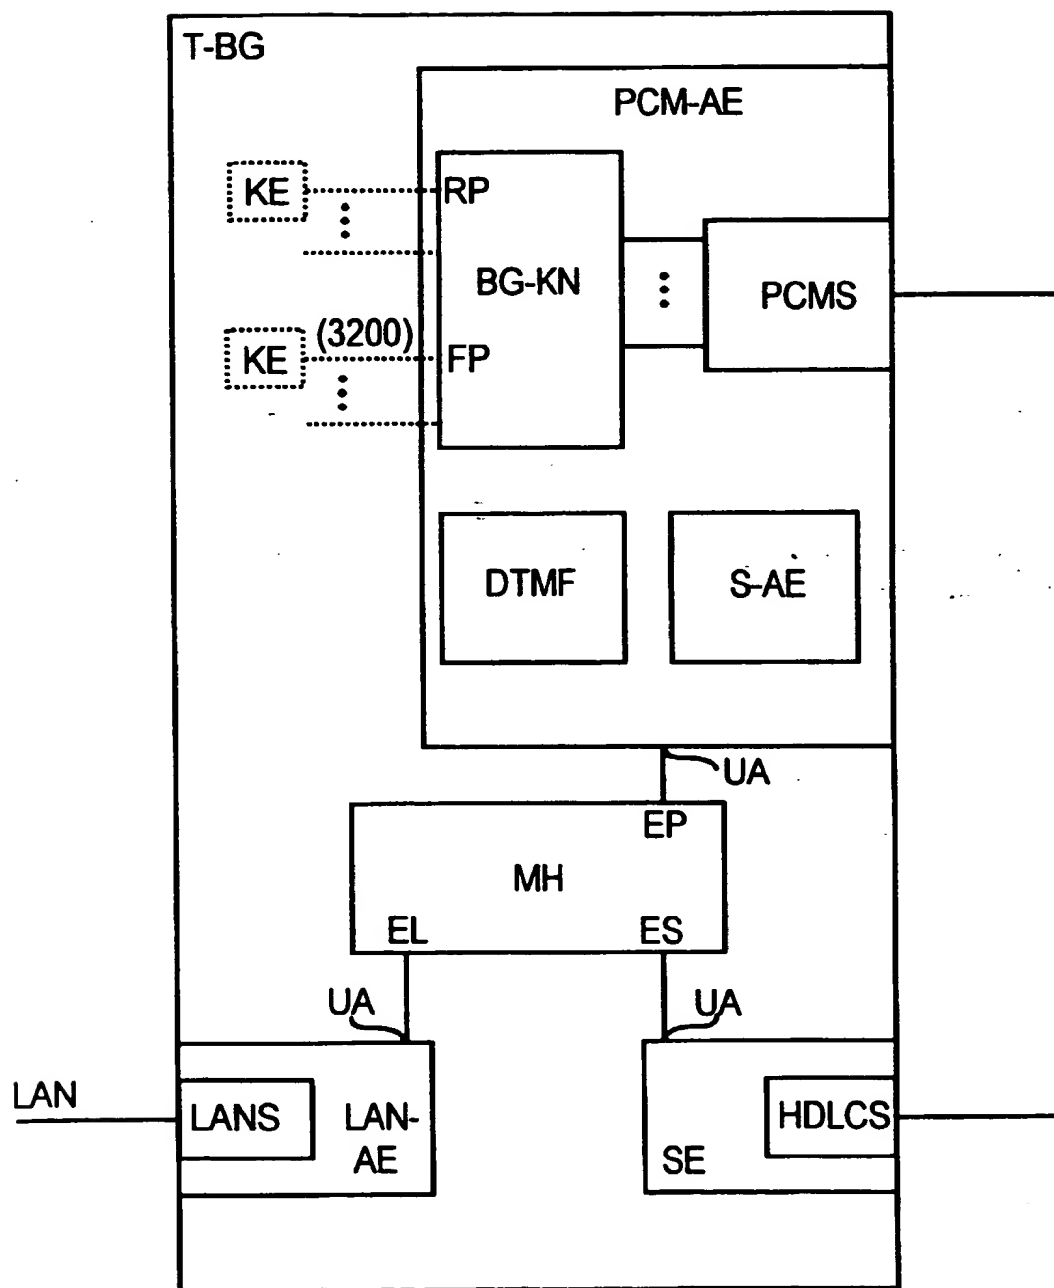 T-BG
PCM-AE
KE
RP
BG-KN
PCMS
(3200)
KE
FP
DTMF
S-AE
UA
EP
MH
EL
ES
UA
UA
LAN
LANS
LAN-
AE
HDLCS
SE